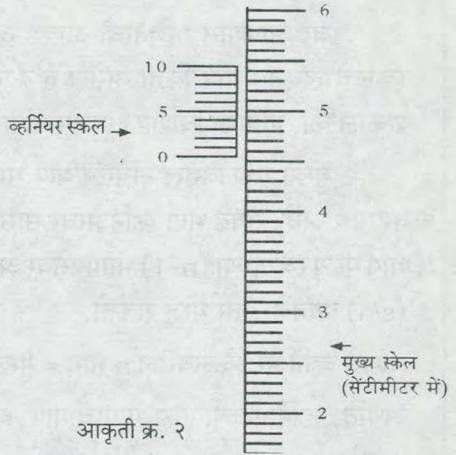 6
10
5
5
व्हर्नियर स्केल
0
4
3
मुख्य स्केल
(सेंटीमीटर में)
2
आकृती क्र. २